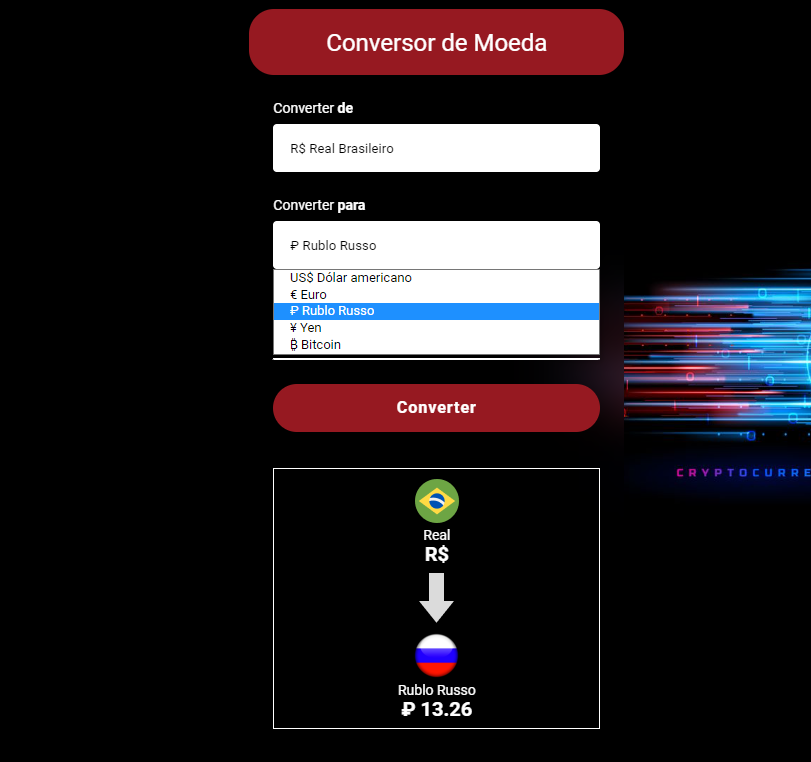 Conversor de Moeda
Converter de
R$ Real Brasileiro
Converter para
₽ Rublo Russo
US$ Dólar americano
€ Euro
₽ Rublo Russo
¥ Yen
₿ Bitcoin
Converter
CRYPTOCURRE
Real
R$
Rublo Russo
₽ 13.26